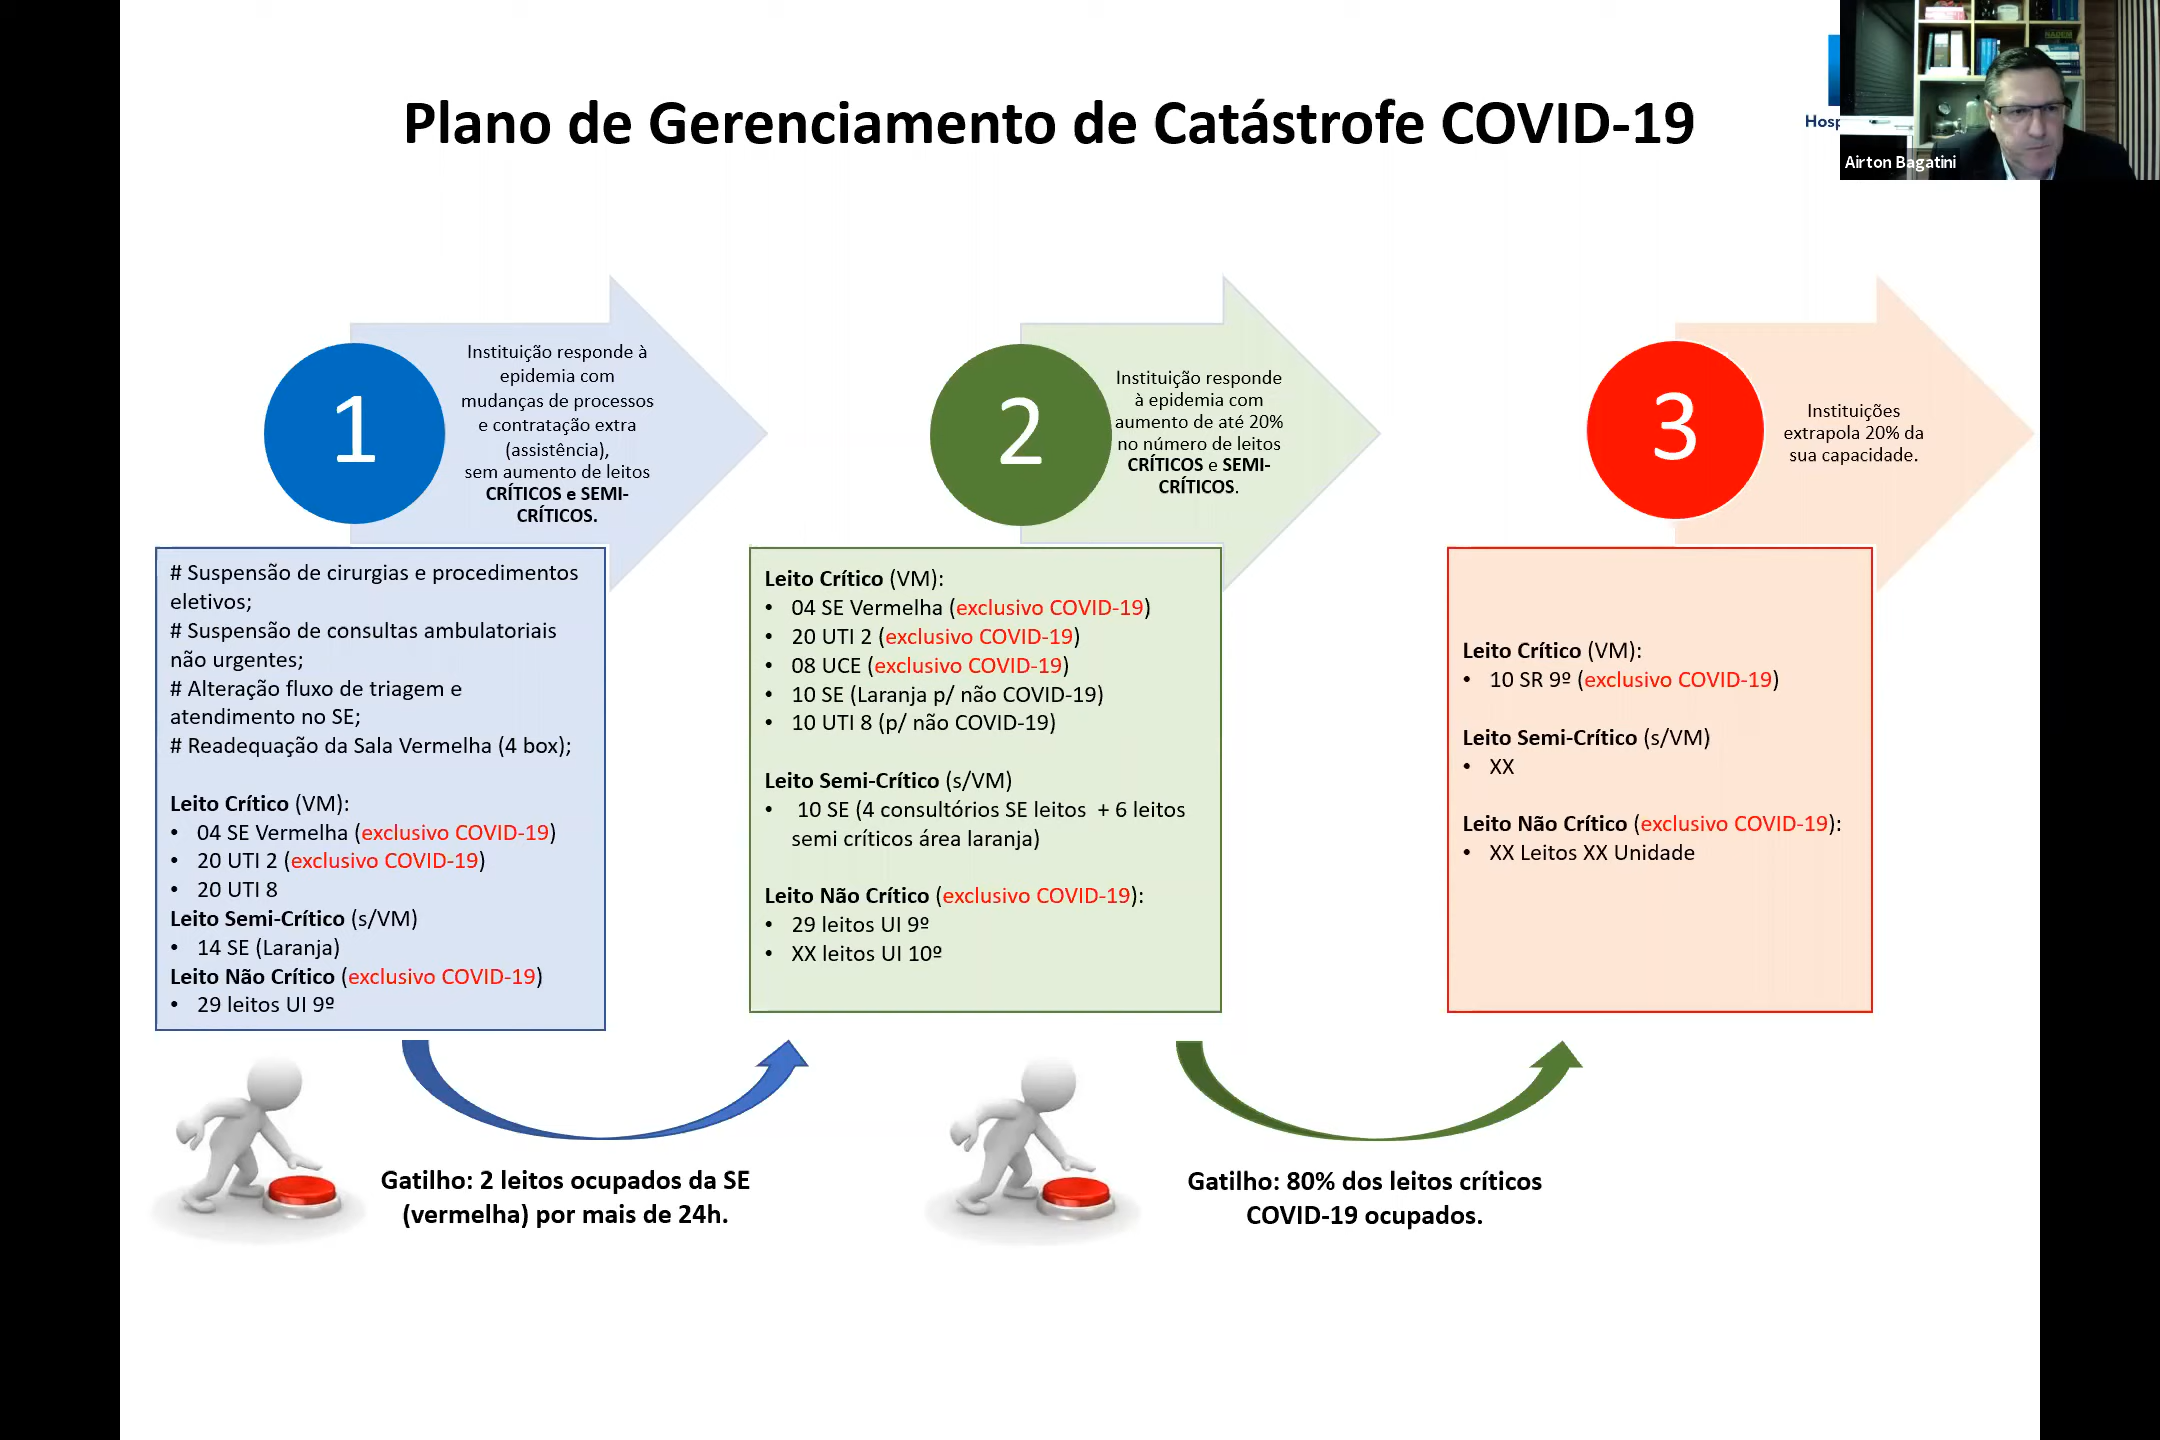 Plano de Gerenciamento de Catástrofe COVID-19
Airton Bagatini
1
Instituição responde à
epidemia com
mudanças de processos
e contratação extra
(assistência),
sem aumento de leitos
CRÍTICOS e SEMI-
CRÍTICOS.
# Suspensão de cirurgias e procedimentos
eletivos;
# Suspensão de consultas ambulatoriais
não urgentes;
# Alteração fluxo de triagem e
atendimento no SE;
# Readequação da Sala Vermelha (4 box);
Leito Crítico (VM):
• 04 SE Vermelha (exclusivo COVID-19)
• 20 UTI 2 (exclusivo COVID-19)
• 20 UTI 8
Leito Semi-Crítico (s/VM)
• 14 SE (Laranja)
Leito Não Crítico (exclusivo COVID-19)
• 29 leitos UI 9º
Gatilho: 2 leitos ocupados da SE
(vermelha) por mais de 24h.
2
Instituição responde
à epidemia com
aumento de até 20%
no número de leitos
CRÍTICOS e SEMI-
CRÍTICOS.
Leito Crítico (VM):
• 04 SE Vermelha (exclusivo COVID-19)
• 20 UTI 2 (exclusivo COVID-19)
• 08 UCE (exclusivo COVID-19)
• 10 SE (Laranja p/ não COVID-19)
• 10 UTI 8 (p/ não COVID-19)
Leito Semi-Crítico (s/VM)
• 10 SE (4 consultórios SE leitos + 6 leitos
semi críticos área laranja)
Leito Não Crítico (exclusivo COVID-19):
• 29 leitos UI 9º
• XX leitos UI 10º
Gatilho: 80% dos leitos críticos
COVID-19 ocupados.
3
Instituições
extrapola 20% da
sua capacidade.
Leito Crítico (VM):
• 10 SR 9º (exclusivo COVID-19)
Leito Semi-Crítico (s/VM)
• XX
Leito Não Crítico (exclusivo COVID-19):
• XX Leitos XX Unidade